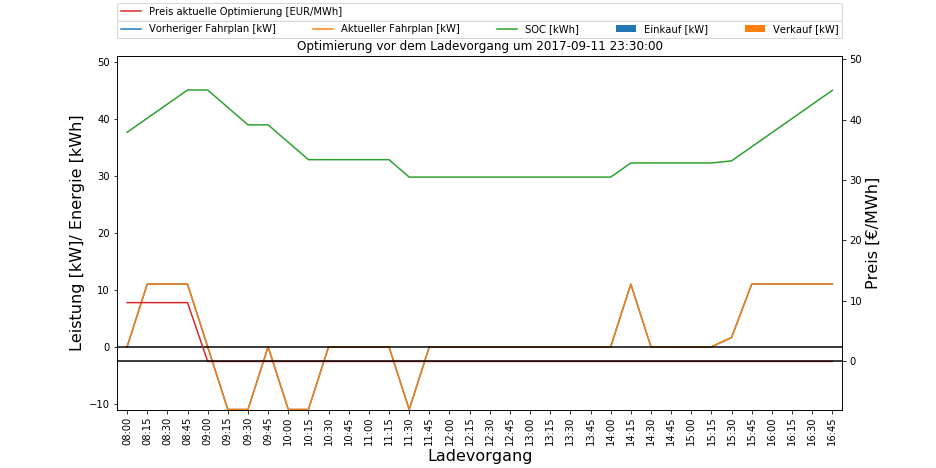 Preis aktuelle Optimierung [EUR/MWh]
Vorheriger Fahrplan [kW] Aktueller Fahrplan [kW] SOC [kWh] Einkauf [kW] Verkauf [kW]
Optimierung vor dem Ladevorgang um 2017-09-11 23:30:00
Leistung [kW]/ Energie [kWh]
50
40
30
20
10
0
−10
50
40
30
20
10
0
Preis [€/MWh]
08:00 08:15 08:30 08:45 09:00 09:15 09:30 09:45 10:00 10:15 10:30 10:45 11:00 11:15 11:30 11:45 12:00 12:15 12:30 12:45 13:00 13:15 13:30 13:45 14:00 14:15 14:30 14:45 15:00 15:15 15:30 15:45 16:00 16:15 16:30 16:45
Ladevorgang